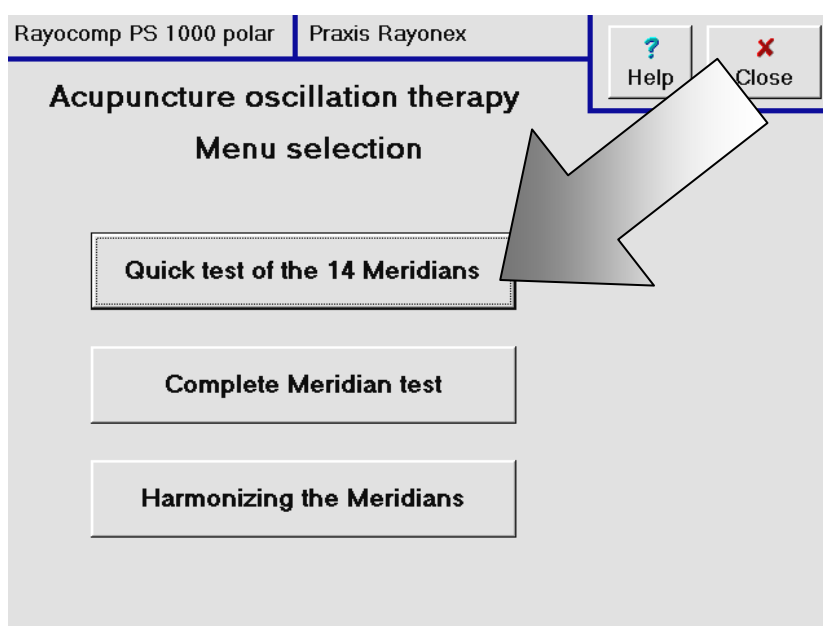 Rayocomp PS 1000 polar
Praxis Rayonex
? Help
X Close
Acupuncture oscillation therapy
Menu selection
Quick test of the 14 Meridians
Complete Meridian test
Harmonizing the Meridians